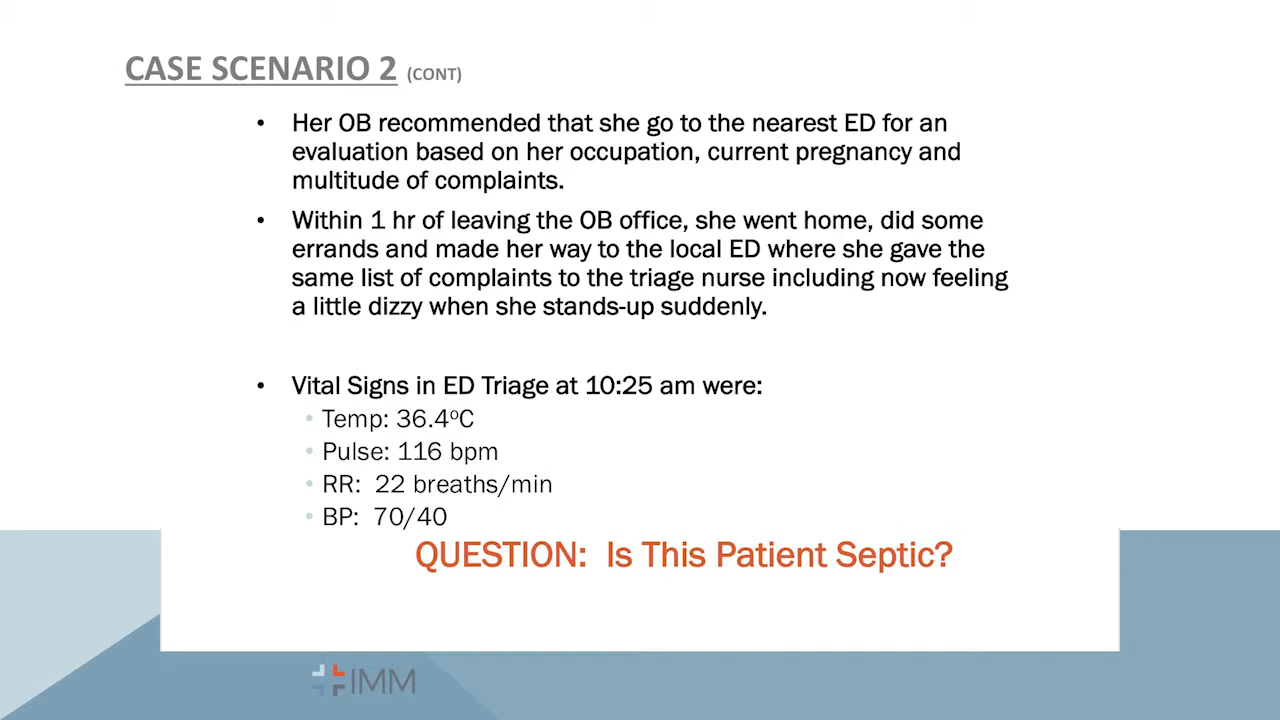 CASE SCENARIO 2 (CONT)
• Her OB recommended that she go to the nearest ED for an
evaluation based on her occupation, current pregnancy and
multitude of complaints.
• Within 1 hr of leaving the OB office, she went home, did some
errands and made her way to the local ED where she gave the
same list of complaints to the triage nurse including now feeling
a little dizzy when she stands-up suddenly.
• Vital Signs in ED Triage at 10:25 am were:
• Temp: 36.4ºC
• Pulse: 116 bpm
• RR: 22 breaths/min
• BP: 70/40
QUESTION: Is This Patient Septic?
IMM